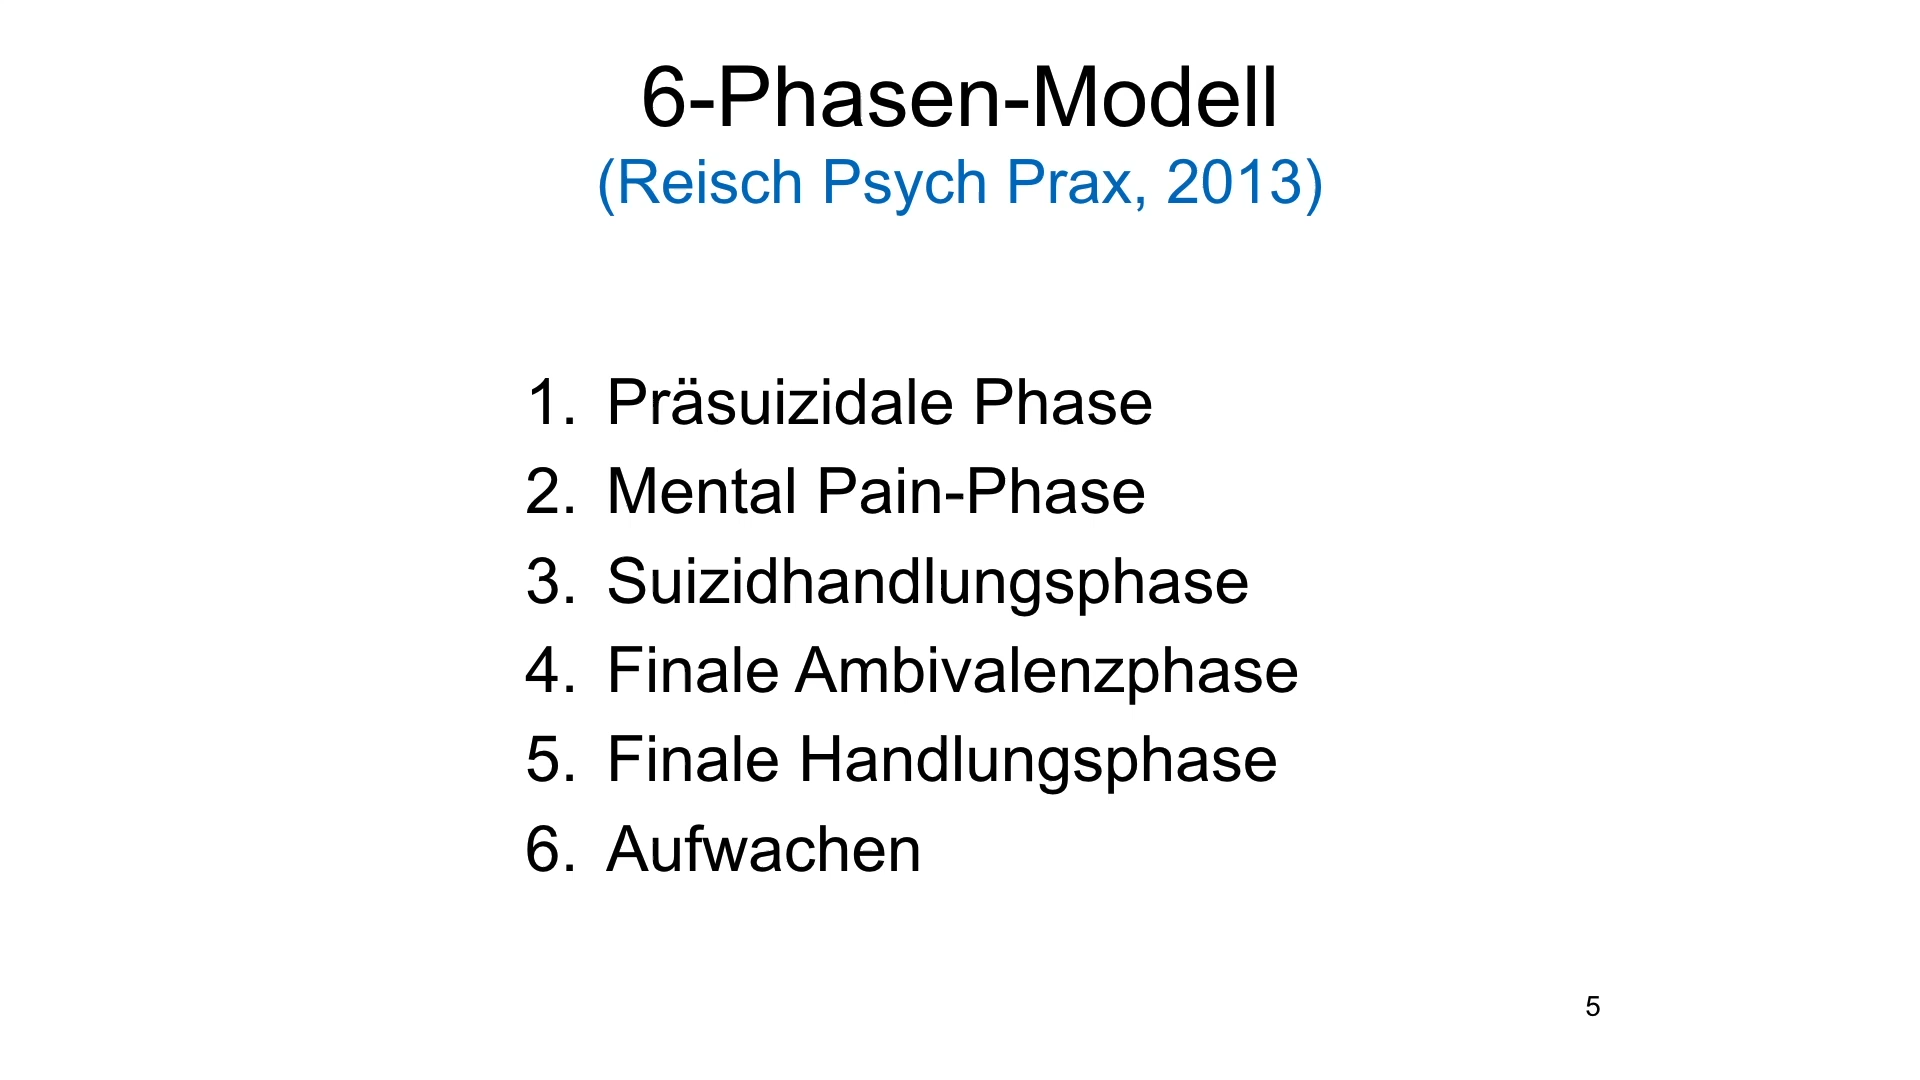 6-Phasen-Modell
(Reisch Psych Prax, 2013)
1. Präsuizidale Phase
2. Mental Pain-Phase
3. Suizidhandlungsphase
4. Finale Ambivalenzphase
5. Finale Handlungsphase
6. Aufwachen
5